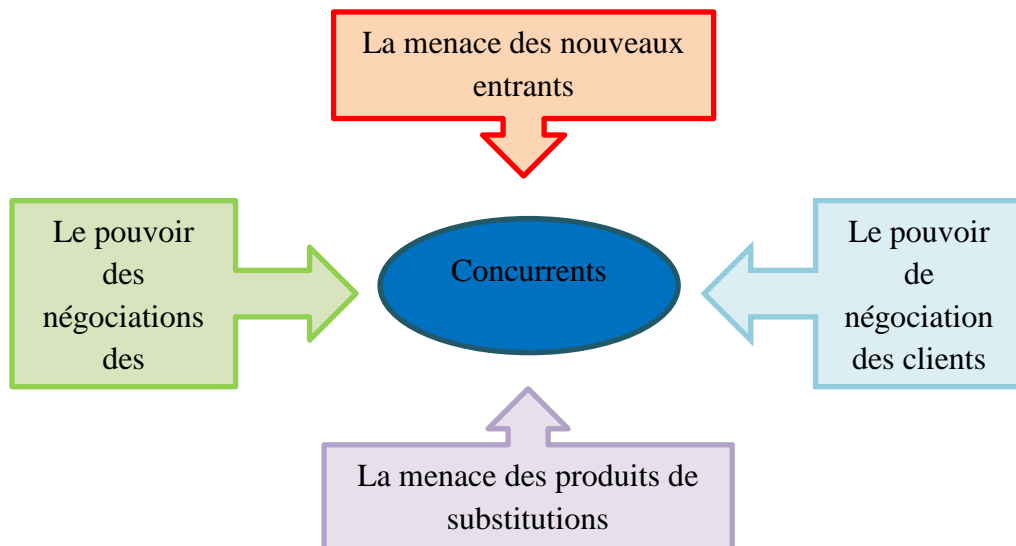 La menace des nouveaux
entrants
Le pouvoir
des
négociations
des
Concurrents
Le pouvoir
de
négociation
des clients
La menace des produits de
substitutions